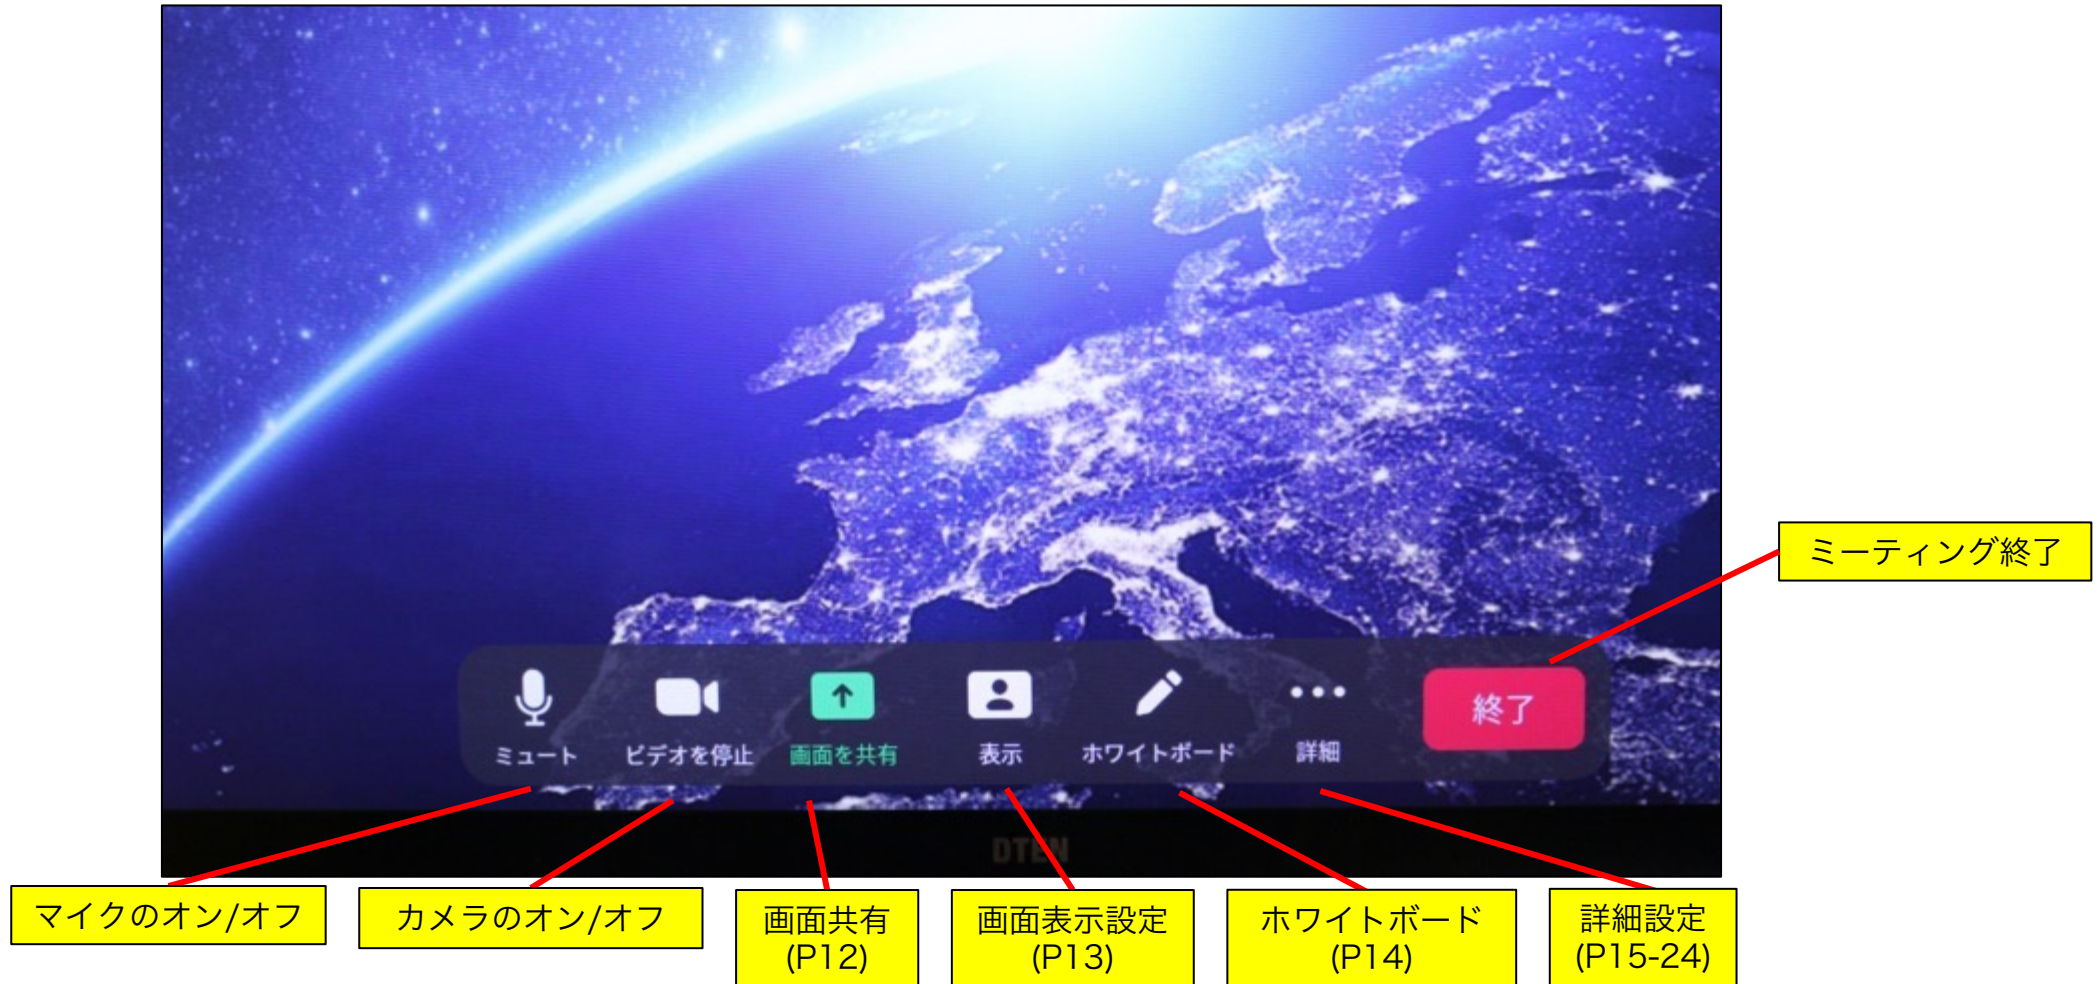 ミーティング終了
終了
ミュート
ビデオを停止
画面を共有
表示
ホワイトボード
詳細
DTEN
マイクのオン/オフ
カメラのオン/オフ
画面共有
(P12)
画面表示設定
(P13)
ホワイトボード
(P14)
詳細設定
(P15-24)